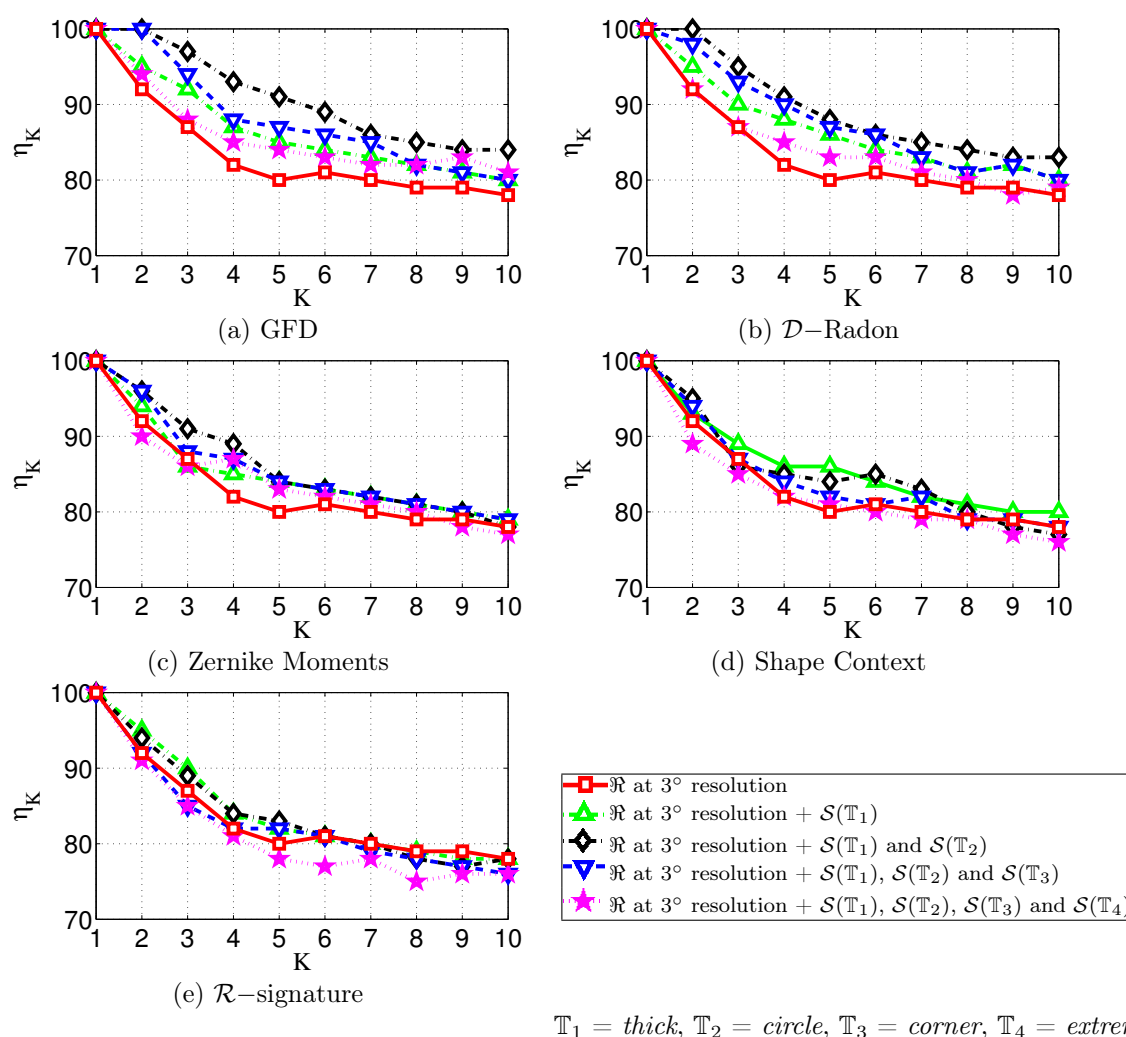 100
90
80
70
η_K
1 2 3 4 5 6 7 8 9 10
K
(a) GFD
100
90
80
70
η_K
1 2 3 4 5 6 7 8 9 10
K
(b) 𝒟−Radon
100
90
80
70
η_K
1 2 3 4 5 6 7 8 9 10
K
(c) Zernike Moments
100
90
80
70
η_K
1 2 3 4 5 6 7 8 9 10
K
(d) Shape Context
100
90
80
70
η_K
1 2 3 4 5 6 7 8 9 10
K
(e) ℛ−signature
ℜ at 3° resolution
ℜ at 3° resolution + 𝒮(𝕋₁)
ℜ at 3° resolution + 𝒮(𝕋₁) and 𝒮(𝕋₂)
ℜ at 3° resolution + 𝒮(𝕋₁), 𝒮(𝕋₂) and 𝒮(𝕋₃)
ℜ at 3° resolution + 𝒮(𝕋₁), 𝒮(𝕋₂), 𝒮(𝕋₃) and 𝒮(𝕋₄)
𝕋₁ = thick, 𝕋₂ = circle, 𝕋₃ = corner, 𝕋₄ =